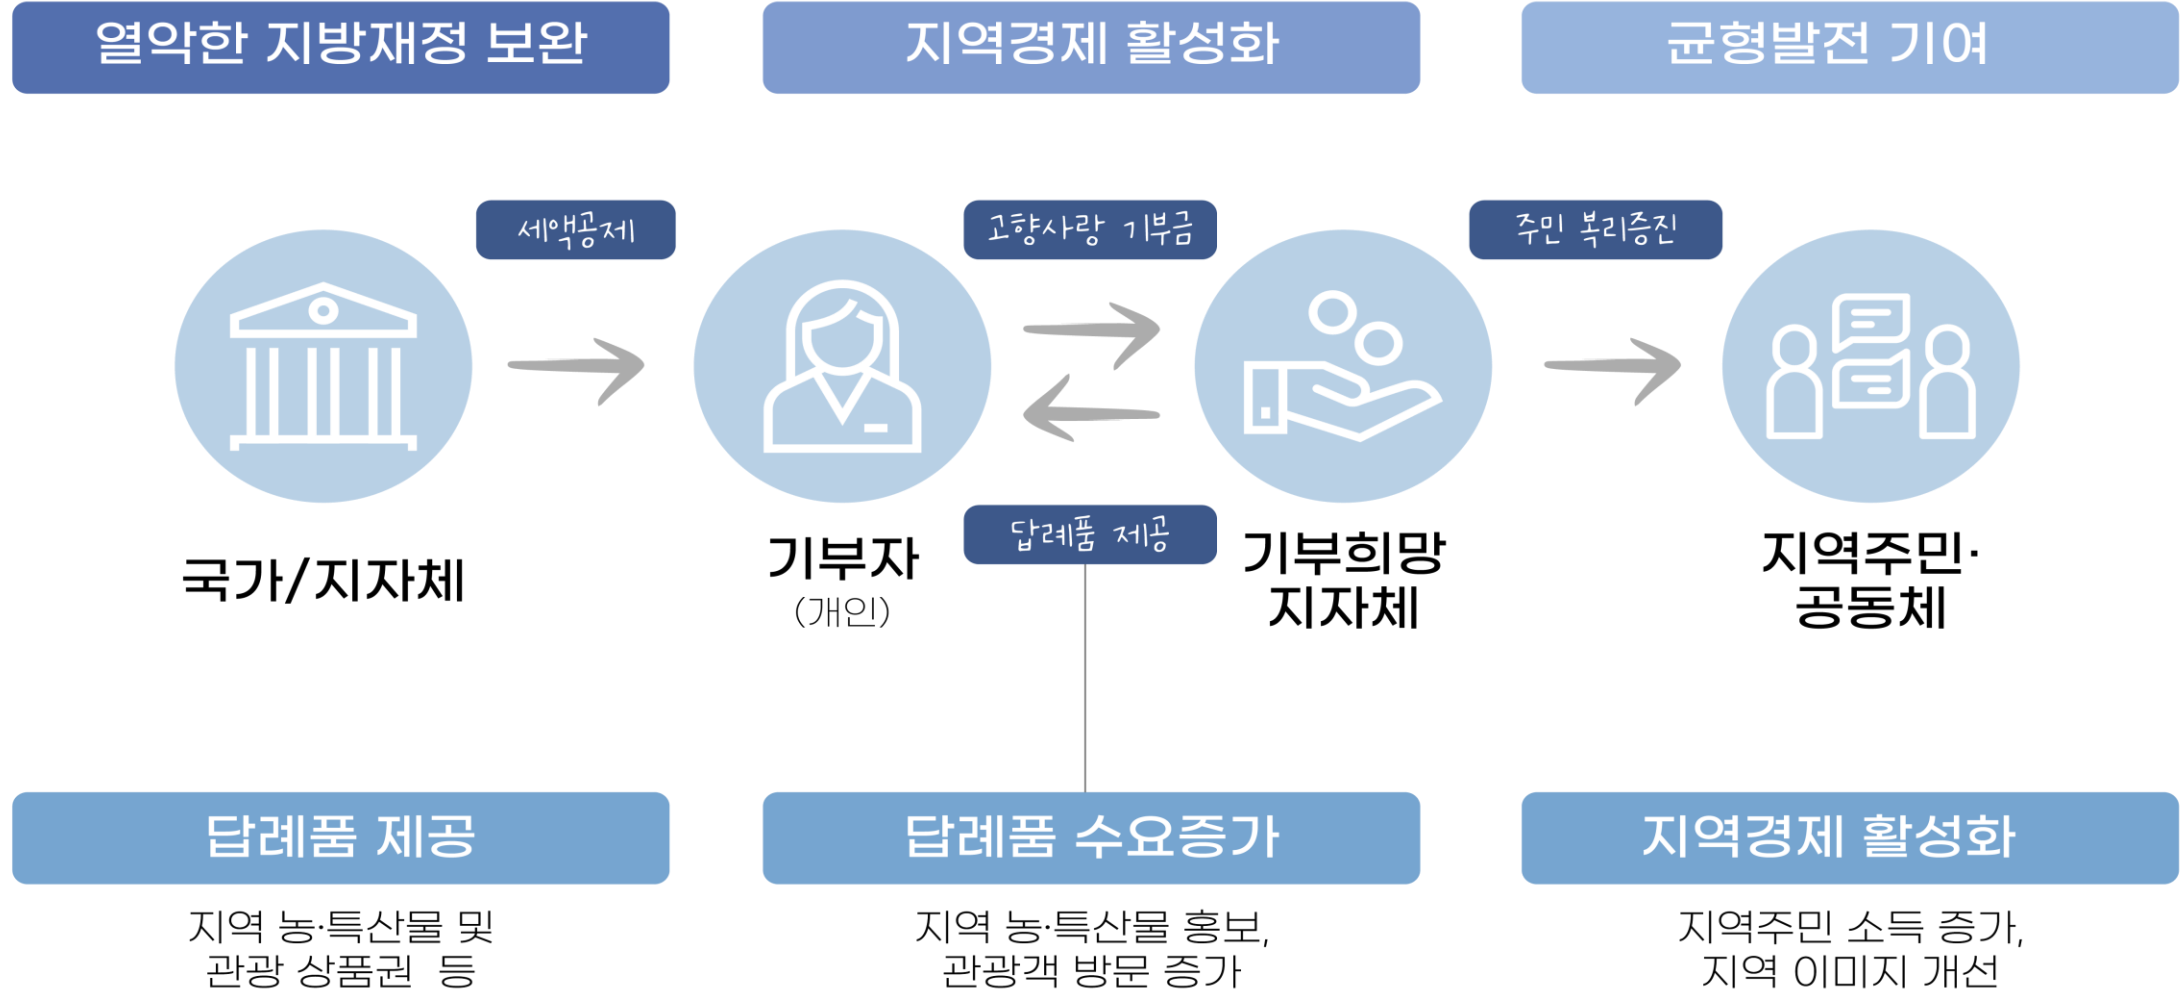 열악한 지방재정 보완
지역경제 활성화
균형발전 기여
세액공제
고향사랑 기부금
주민 복리증진
답례품 제공
국가/지자체
기부자
(개인)
기부희망
지자체
지역주민·
공동체
답례품 제공
지역 농·특산물 및
관광 상품권 등
답례품 수요증가
지역 농·특산물 홍보,
관광객 방문 증가
지역경제 활성화
지역주민 소득 증가,
지역 이미지 개선